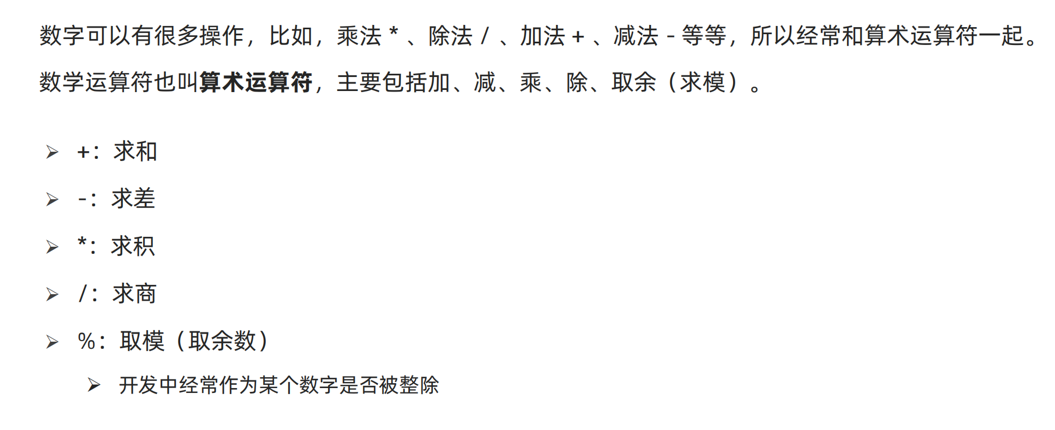 数字可以有很多操作，比如，乘法 * 、除法 / 、加法 + 、减法 - 等等，所以经常和算术运算符一起。
数学运算符也叫算术运算符，主要包括加、减、乘、除、取余（求模）。
➢ +：求和
➢ -：求差
➢ *：求积
➢ /：求商
➢ %：取模（取余数）
➢ 开发中经常作为某个数字是否被整除